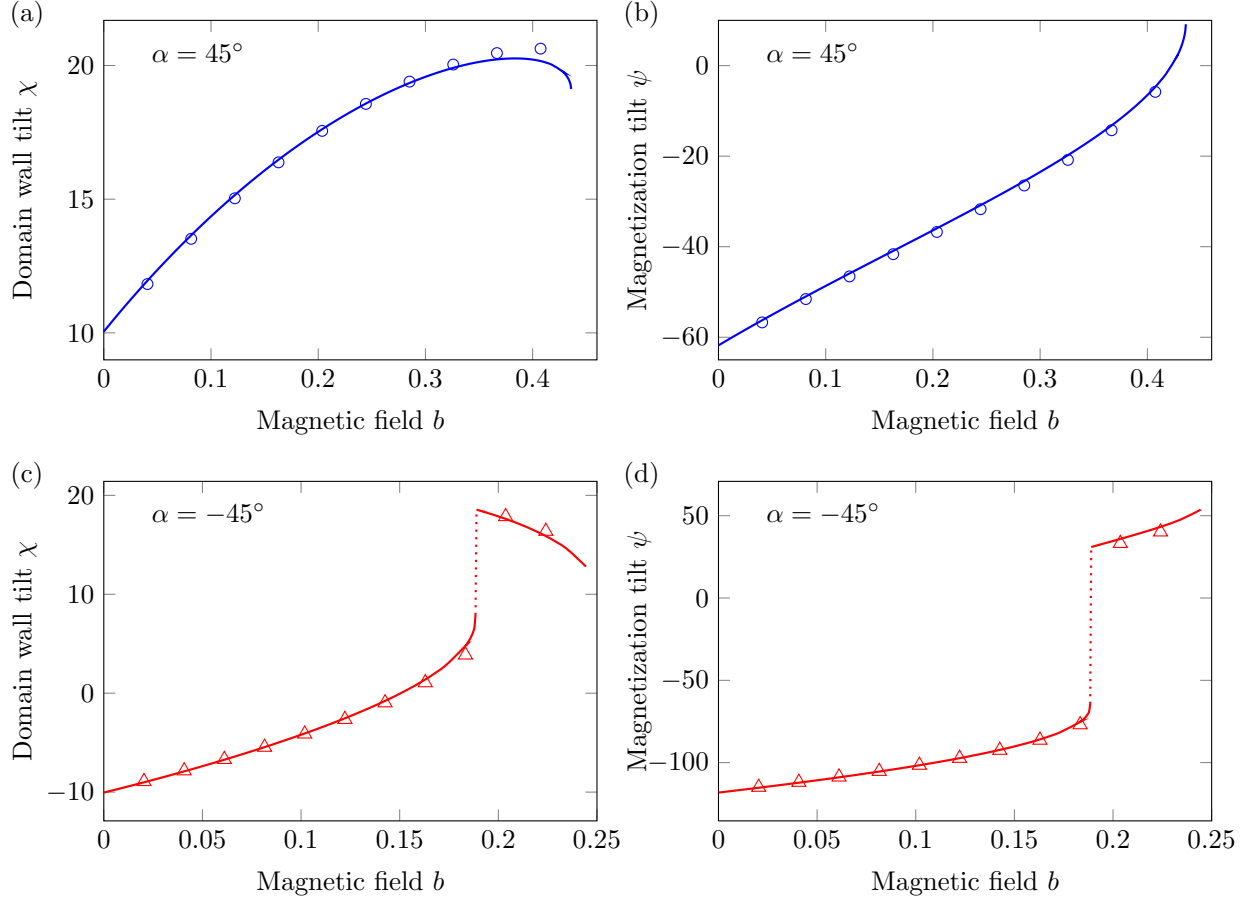 (a)
α = 45°
Domain wall tilt χ
20
15
10
0
0.1
0.2
0.3
0.4
Magnetic field b
(b)
α = 45°
Magnetization tilt ψ
0
−20
−40
−60
0
0.1
0.2
0.3
0.4
Magnetic field b
(c)
α = −45°
Domain wall tilt χ
20
10
0
−10
0
0.05
0.1
0.15
0.2
0.25
Magnetic field b
(d)
α = −45°
Magnetization tilt ψ
50
0
−50
−100
0
0.05
0.1
0.15
0.2
0.25
Magnetic field b